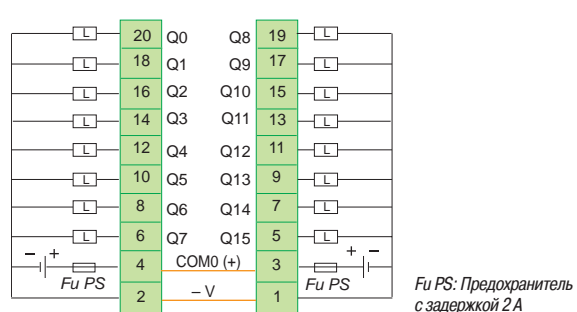 L 20 Q0 Q8 19 L
L 18 Q1 Q9 17 L
L 16 Q2 Q10 15 L
L 14 Q3 Q11 13 L
L 12 Q4 Q12 11 L
L 10 Q5 Q13 9 L
L 8 Q6 Q14 7 L
L 6 Q7 Q15 5 L
– + 4 COM0 (+) 3 + –
Fu PS Fu PS
2 – V 1
Fu PS: Предохранитель
с задержкой 2 А